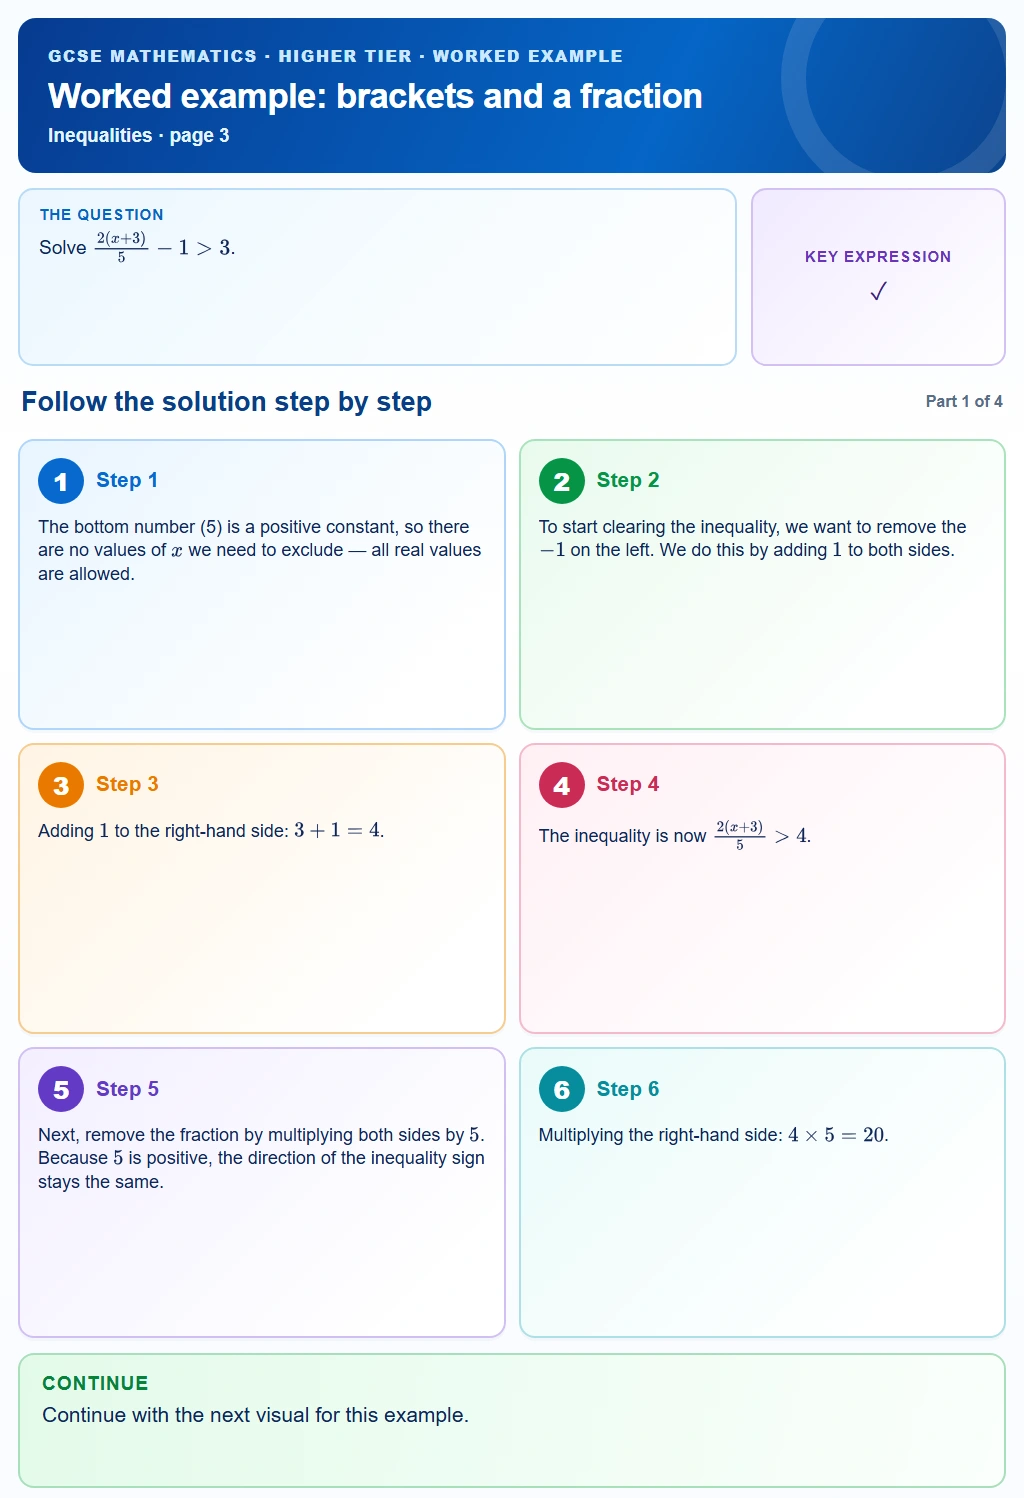 GCSE MATHEMATICS · HIGHER TIER · WORKED EXAMPLE
Worked example: brackets and a fraction
Inequalities · page 3
THE QUESTION
Solve $\frac{2(x+3)}{5} - 1 > 3$.
KEY EXPRESSION
✓
Follow the solution step by step
Part 1 of 4
1 Step 1
The bottom number (5) is a positive constant, so there
are no values of $x$ we need to exclude — all real values
are allowed.
2 Step 2
To start clearing the inequality, we want to remove the
−1 on the left. We do this by adding 1 to both sides.
3 Step 3
Adding 1 to the right-hand side: 3 + 1 = 4.
4 Step 4
The inequality is now $\frac{2(x+3)}{5} > 4$.
5 Step 5
Next, remove the fraction by multiplying both sides by 5.
Because 5 is positive, the direction of the inequality sign
stays the same.
6 Step 6
Multiplying the right-hand side: 4 × 5 = 20.
CONTINUE
Continue with the next visual for this example.